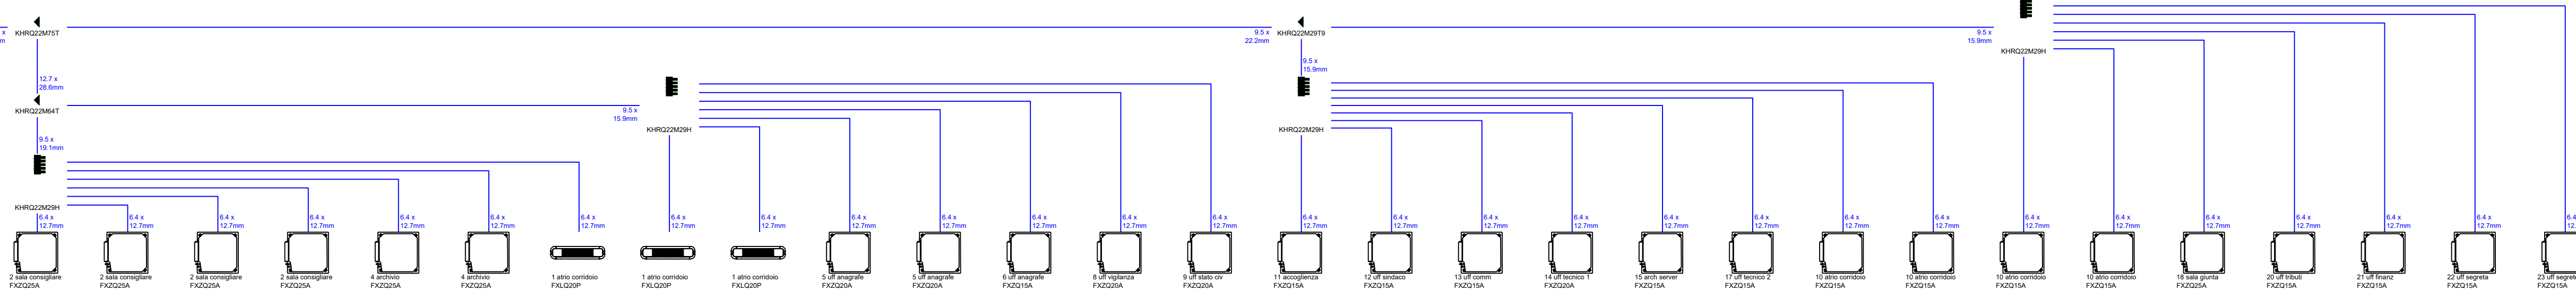 x
m
KHRQ22M75T
9.5 x
22.2mm
KHRQ22M29T9
9.5 x
15.9mm
KHRQ22M29H
12.7 x
28.6mm
9.5 x
15.9mm
KHRQ22M64T
9.5 x
15.9mm
KHRQ22M29H
KHRQ22M29H
9.5 x
19.1mm
KHRQ22M29H
6.4 x
12.7mm
6.4 x
12.7mm
6.4 x
12.7mm
6.4 x
12.7mm
6.4 x
12.7mm
6.4 x
12.7mm
6.4 x
12.7mm
6.4 x
12.7mm
6.4 x
12.7mm
6.4 x
12.7mm
6.4 x
12.7mm
6.4 x
12.7mm
6.4 x
12.7mm
6.4 x
12.7mm
6.4 x
12.7mm
6.4 x
12.7mm
6.4 x
12.7mm
6.4 x
12.7mm
6.4 x
12.7mm
6.4 x
12.7mm
6.4 x
12.7mm
6.4 x
12.7mm
6.4 x
12.7mm
6.4 x
12.7mm
6.4 x
12.7mm
6.4 x
12.7mm
6.4 x
12.7mm
6.4 x
12.7mm
6.4
12.
2 sala consigliare
FXZQ25A
2 sala consigliare
FXZQ25A
2 sala consigliare
FXZQ25A
2 sala consigliare
FXZQ25A
4 archivio
FXZQ25A
4 archivio
FXZQ25A
1 atrio corridoio
FXLQ20P
1 atrio corridoio
FXLQ20P
1 atrio corridoio
FXLQ20P
5 uff anagrafe
FXZQ20A
5 uff anagrafe
FXZQ20A
6 uff anagrafe
FXZQ15A
8 uff vigilanza
FXZQ20A
9 uff stato civ
FXZQ20A
11 accoglienza
FXZQ15A
12 uff sindaco
FXZQ15A
13 uff comm
FXZQ15A
14 uff tecnico 1
FXZQ20A
15 arch server
FXZQ15A
17 uff tecnico 2
FXZQ15A
10 atrio corridoio
FXZQ15A
10 atrio corridoio
FXZQ15A
10 atrio corridoio
FXZQ15A
10 atrio corridoio
FXZQ15A
18 sala giunta
FXZQ25A
20 uff tributi
FXZQ15A
21 uff finanz
FXZQ15A
22 uff segreta
FXZQ15A
23 uff segreta
FXZQ15A